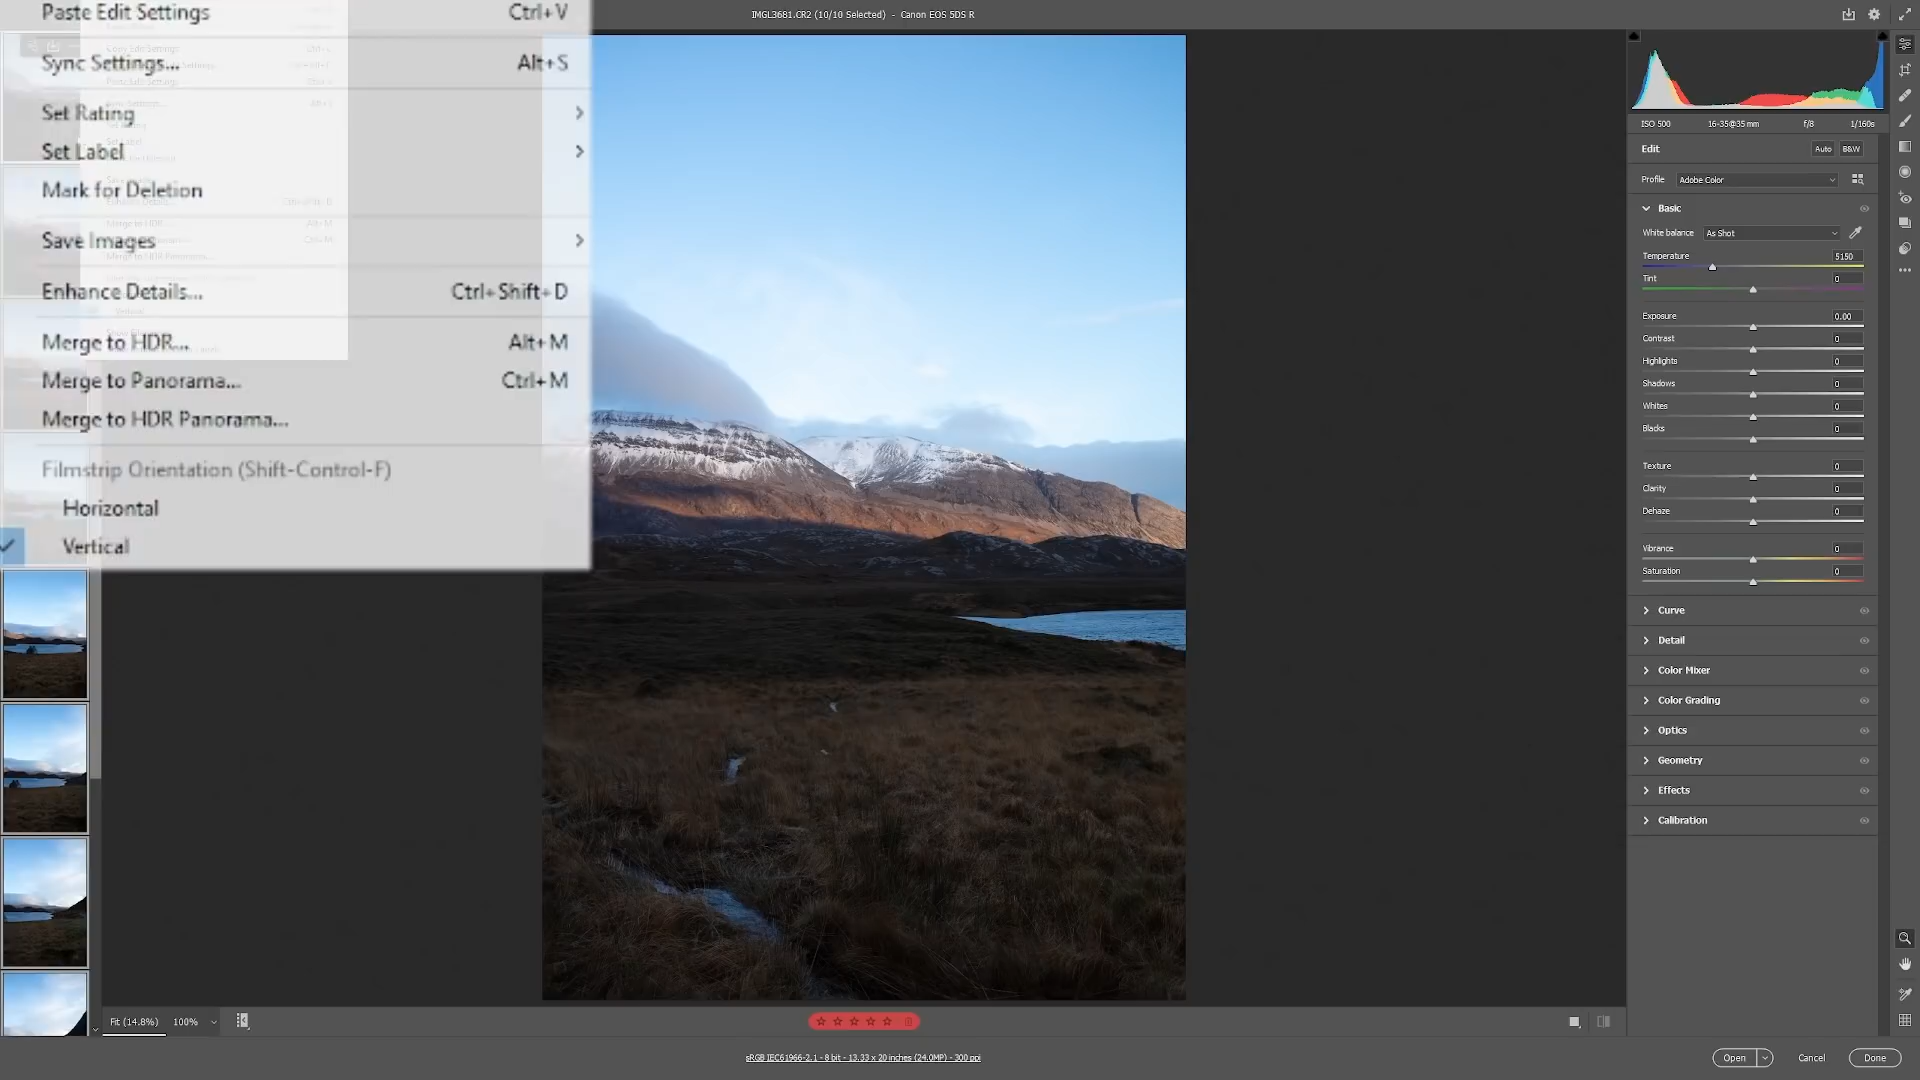 IMGL3681.CR2 (10/10 Selected) - Canon EOS 5DS R
Paste Edit Settings Ctrl+V
Sync Settings... Alt+S
Set Rating
Set Label
Mark for Deletion
Save Images
Enhance Details... Ctrl+Shift+D
Merge to HDR... Alt+M
Merge to Panorama... Ctrl+M
Merge to HDR Panorama...
Filmstrip Orientation (Shift-Control-F)
Horizontal
Vertical
ISO 500 16-35@35 mm f/8 1/160s
Edit Auto B&W
Profile Adobe Color
Basic
White balance As Shot
Temperature 5150
Tint 0
Exposure 0.00
Contrast 0
Highlights 0
Shadows 0
Whites 0
Blacks 0
Texture 0
Clarity 0
Dehaze 0
Vibrance 0
Saturation 0
Curve
Detail
Color Mixer
Color Grading
Optics
Geometry
Effects
Calibration
Fit (14.8%) 100%
sRGB IEC61966-2.1 - 8 bit - 13.33 x 20 inches (24.0MP) - 300 ppi
Open Cancel Done